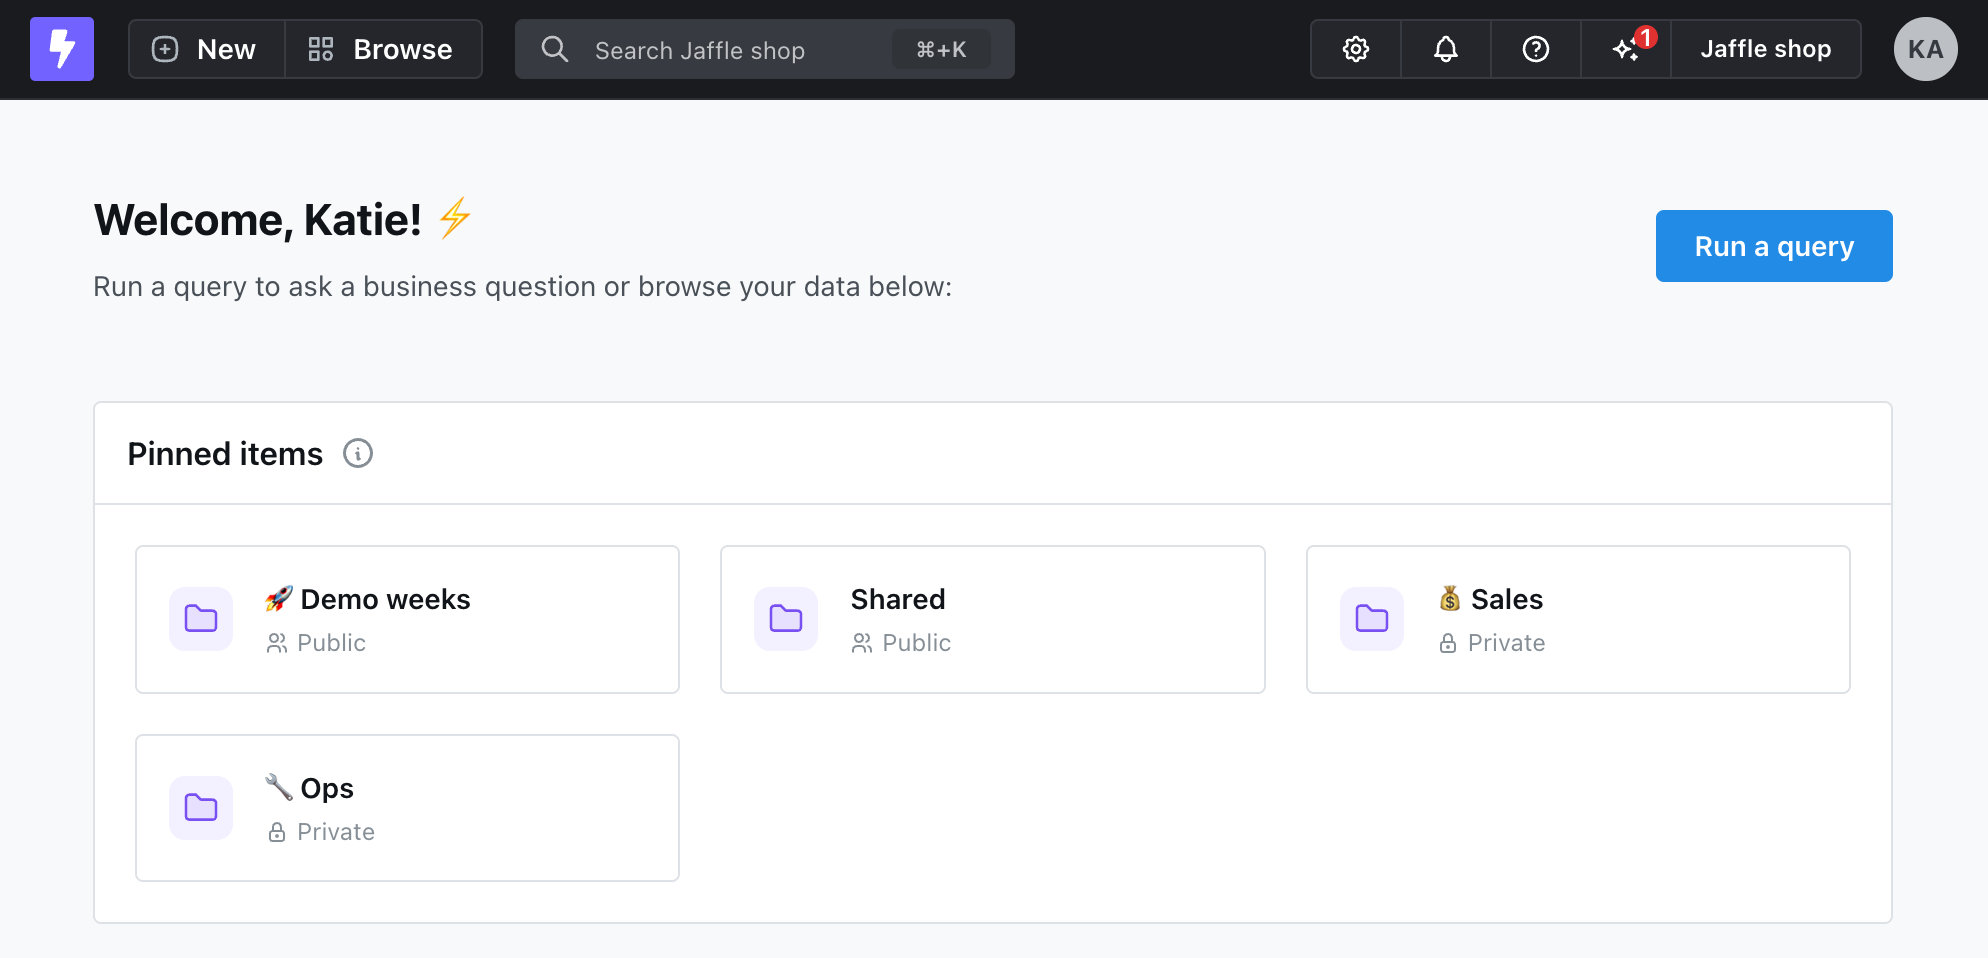 New Browse Search Jaffle shop ⌘+K 1 Jaffle shop KA
Welcome, Katie! ⚡
Run a query to ask a business question or browse your data below:
Run a query
Pinned items
🚀 Demo weeks
Public
Shared
Public
💰 Sales
Private
🔧 Ops
Private